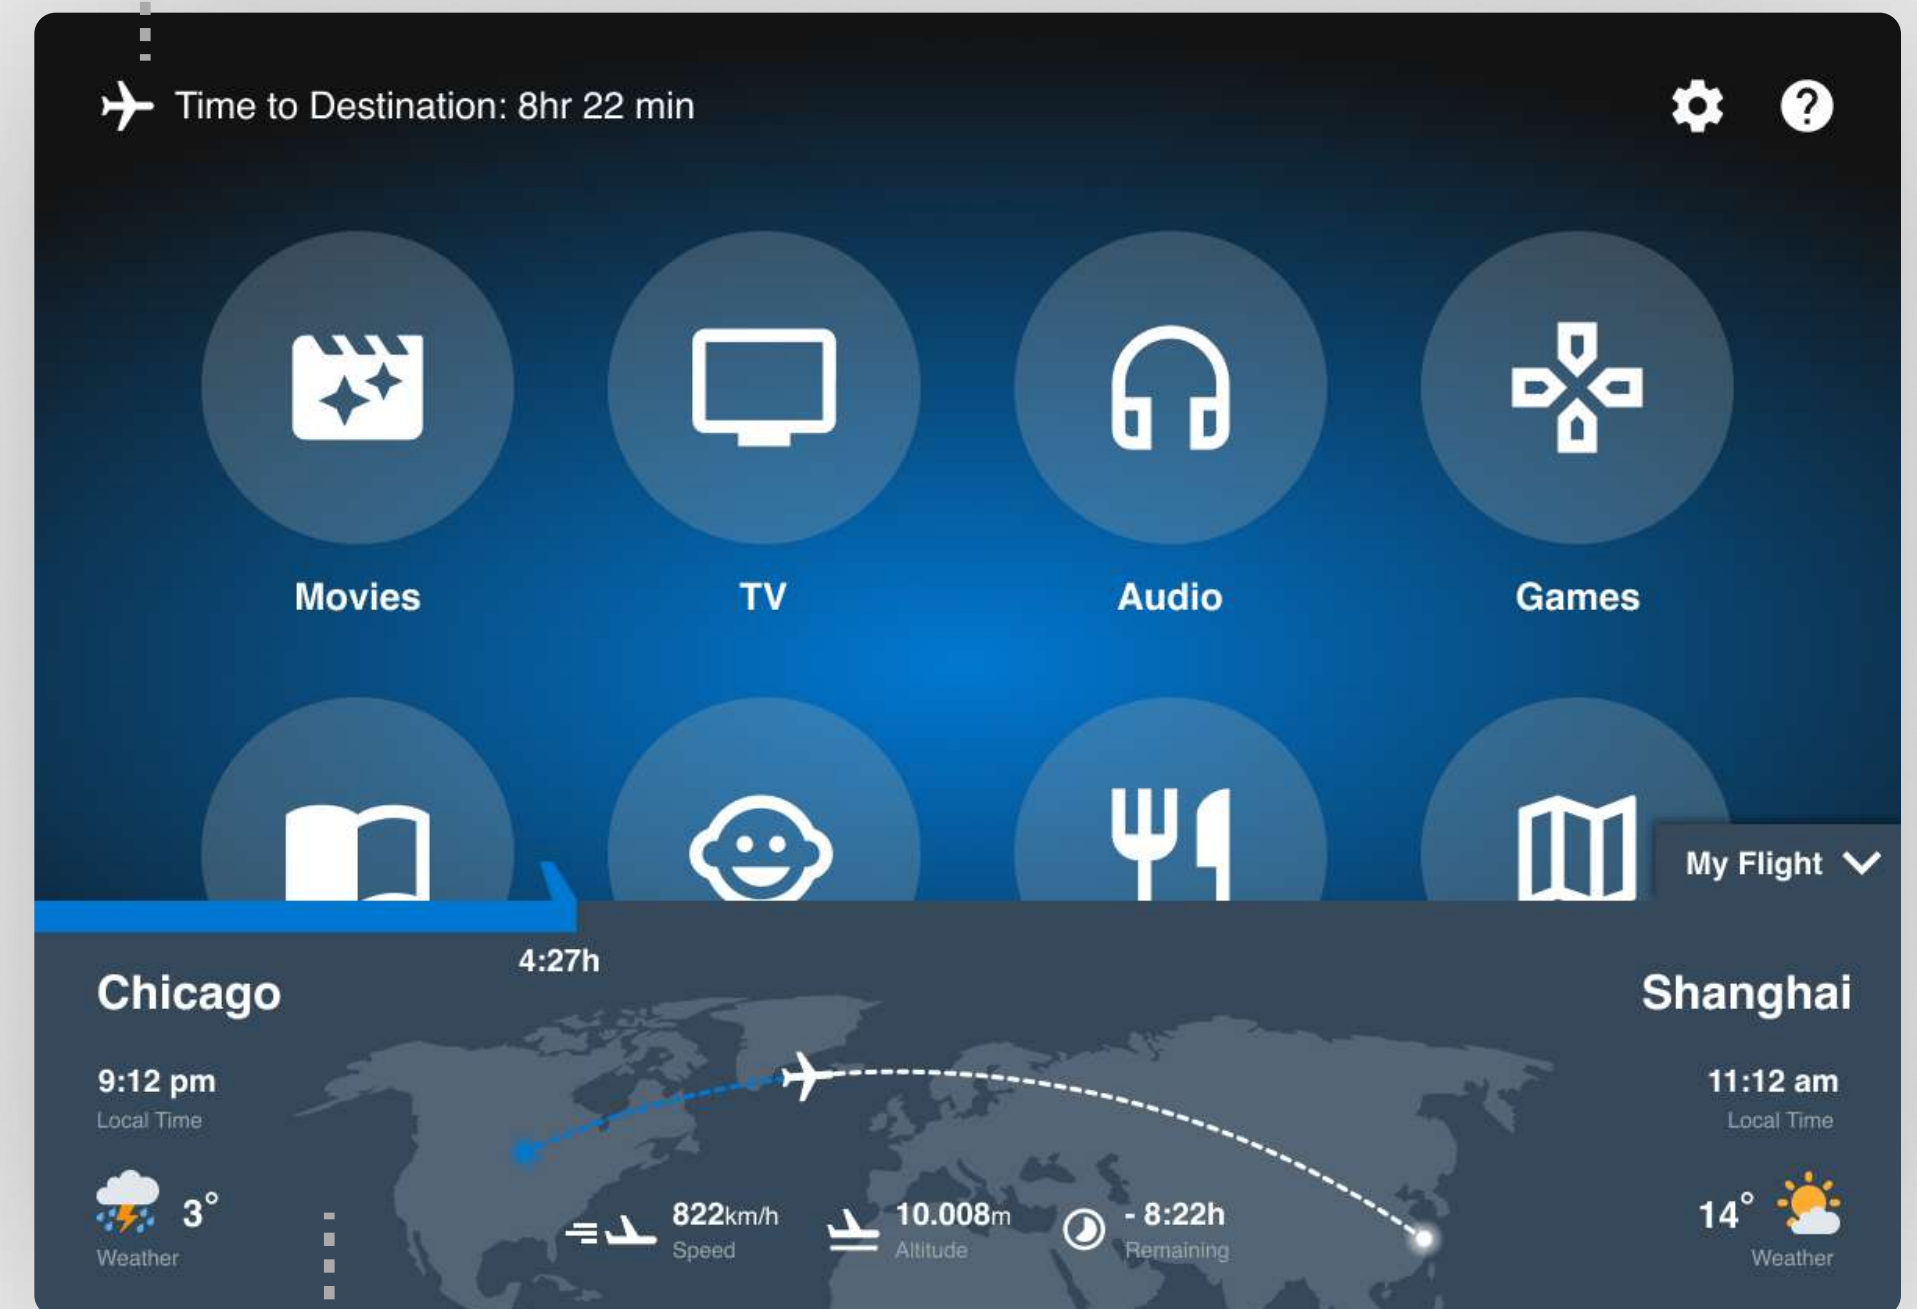 Time to Destination: 8hr 22 min
Movies
TV
Audio
Games
My Flight
4:27h
Chicago
Shanghai
9:12 pm
Local Time
11:12 am
Local Time
3°
Weather
822km/h
Speed
10.008m
Altitude
- 8:22h
Remaining
14°
Weather